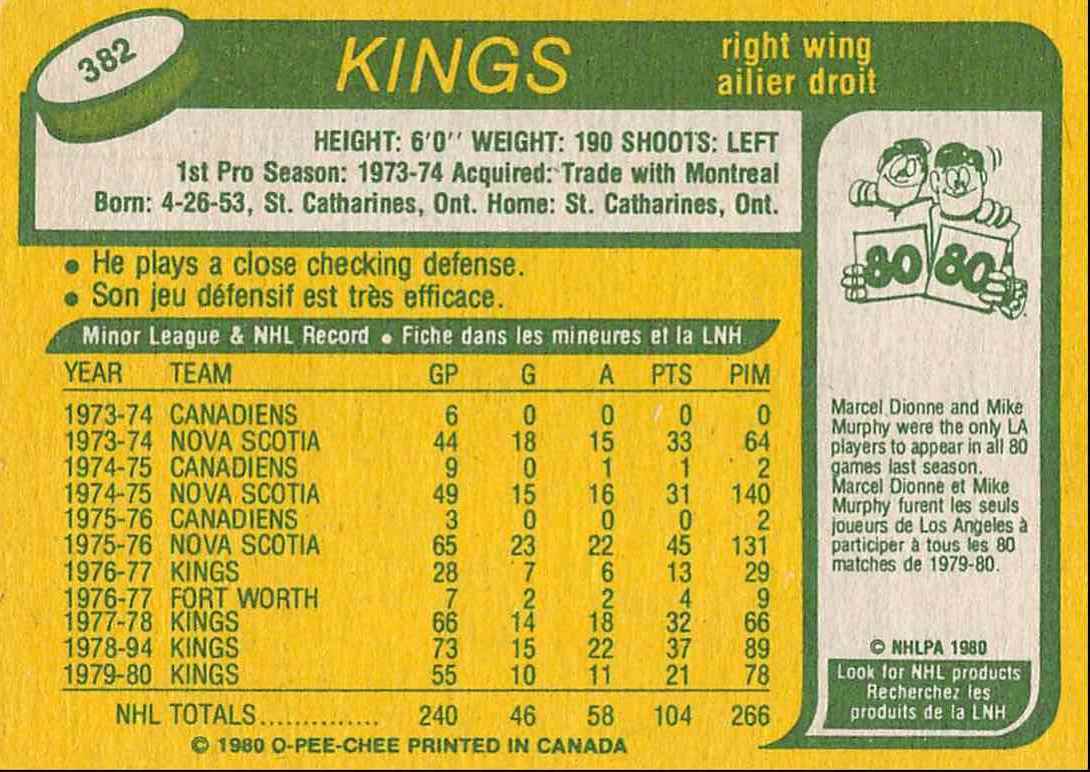 382
KINGS
right wing
ailier droit
HEIGHT: 6'0'' WEIGHT: 190 SHOOTS: LEFT
1st Pro Season: 1973-74 Acquired: Trade with Montreal
Born: 4-26-53, St. Catharines, Ont. Home: St. Catharines, Ont.
• He plays a close checking defense.
• Son jeu défensif est très efficace.
Minor League & NHL Record • Fiche dans les mineures et la LNH
YEAR TEAM GP G A PTS PIM
1973-74 CANADIENS 6 0 0 0 0
1973-74 NOVA SCOTIA 44 18 15 33 64
1974-75 CANADIENS 9 0 1 1 2
1974-75 NOVA SCOTIA 49 15 16 31 140
1975-76 CANADIENS 3 0 0 0 2
1975-76 NOVA SCOTIA 65 23 22 45 131
1976-77 KINGS 28 7 6 13 29
1976-77 FORT WORTH 7 2 2 4 9
1977-78 KINGS 66 14 18 32 66
1978-94 KINGS 73 15 22 37 89
1979-80 KINGS 55 10 11 21 78
NHL TOTALS.............. 240 46 58 104 266
© 1980 O-PEE-CHEE PRINTED IN CANADA
80 80
Marcel Dionne and Mike
Murphy were the only LA
players to appear in all 80
games last season.
Marcel Dionne et Mike
Murphy furent les seuls
joueurs de Los Angeles à
participer à tous les 80
matches de 1979-80.
© NHLPA 1980
Look for NHL products
Recherchez les
produits de la LNH